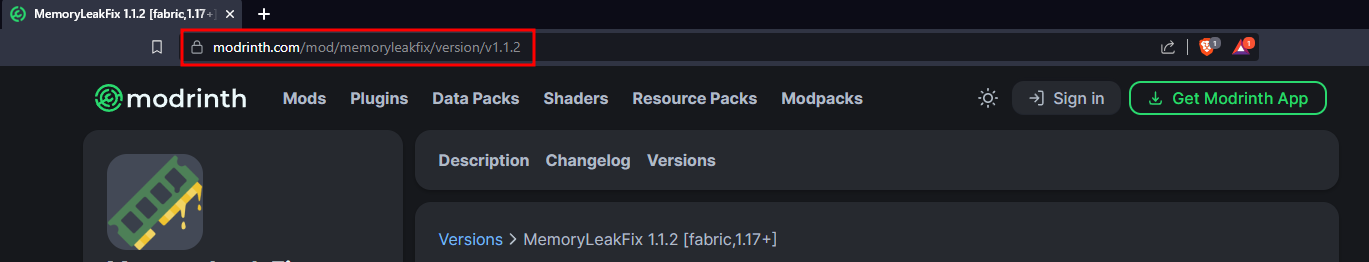 MemoryLeakFix 1.1.2 [fabric,1.17+]
modrinth.com/mod/memoryleakfix/version/v1.1.2
1
1
modrinth
Mods
Plugins
Data Packs
Shaders
Resource Packs
Modpacks
Sign in
Get Modrinth App
Description
Changelog
Versions
Versions > MemoryLeakFix 1.1.2 [fabric,1.17+]